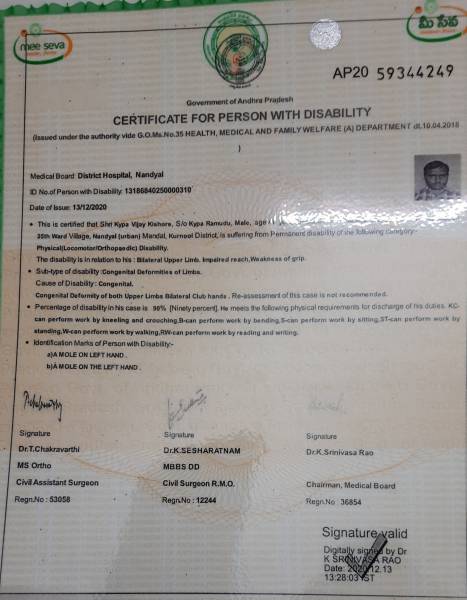 mee seva
మీ సేవ
AP20 59344249
Government of Andhra Pradesh
CERTIFICATE FOR PERSON WITH DISABILITY
(Issued under the authority vide G.O.Ms.No.35 HEALTH, MEDICAL AND FAMILY WELFARE (A) DEPARTMENT dt.10.04.2018
)
Medical Board District Hospital, Nandyal
ID No.of Person with Disability: 13186840250000310
Date of Issue: 13/12/2020
• This is certified that Shri Kypa Vijay Kishore, S/o Kypa Ramudu, Male, age
35th Ward Village, Nandyal (urban) Mandal, Kurnool District, is suffering from Permanent disability of the following category:-
Physical(Locomotor/Orthopaedic) Disability.
The disability is in relation to his : Bilateral Upper Limb. Impaired reach,Weakness of grip.
• Sub-type of disability :Congenital Deformities of Limbs.
Cause of Disability: Congenital.
Congenital Deformity of both Upper Limbs Bilateral Club hands . Re-assessment of this case is not recommended.
• Percentage of disability in his case is 90% [Ninety percent]. He meets the following physical requirements for discharge of his duties. KC-
can perform work by kneeling and crouching,B-can perform work by bending,S-can perform work by sitting,ST-can perform work by
standing,W-can perform work by walking,RW-can perform work by reading and writing.
• Identification Marks of Person with Disability:-
a)A MOLE ON LEFT HAND .
b)A MOLE ON THE LEFT HAND .
Signature
Signature
Signature
Dr.T.Chakravarthi
Dr.K.SESHARATNAM
Dr.K.Srinivasa Rao
MS Ortho
MBBS DD
Civil Assistant Surgeon
Civil Surgeon R.M.O.
Chairman, Medical Board
Regn.No : 53058
Regn.No : 12244
Regn.No : 36854
Signature valid
Digitally signed by Dr
K SRINIVASA RAO
Date: 2020.12.13
13:28:03 IST